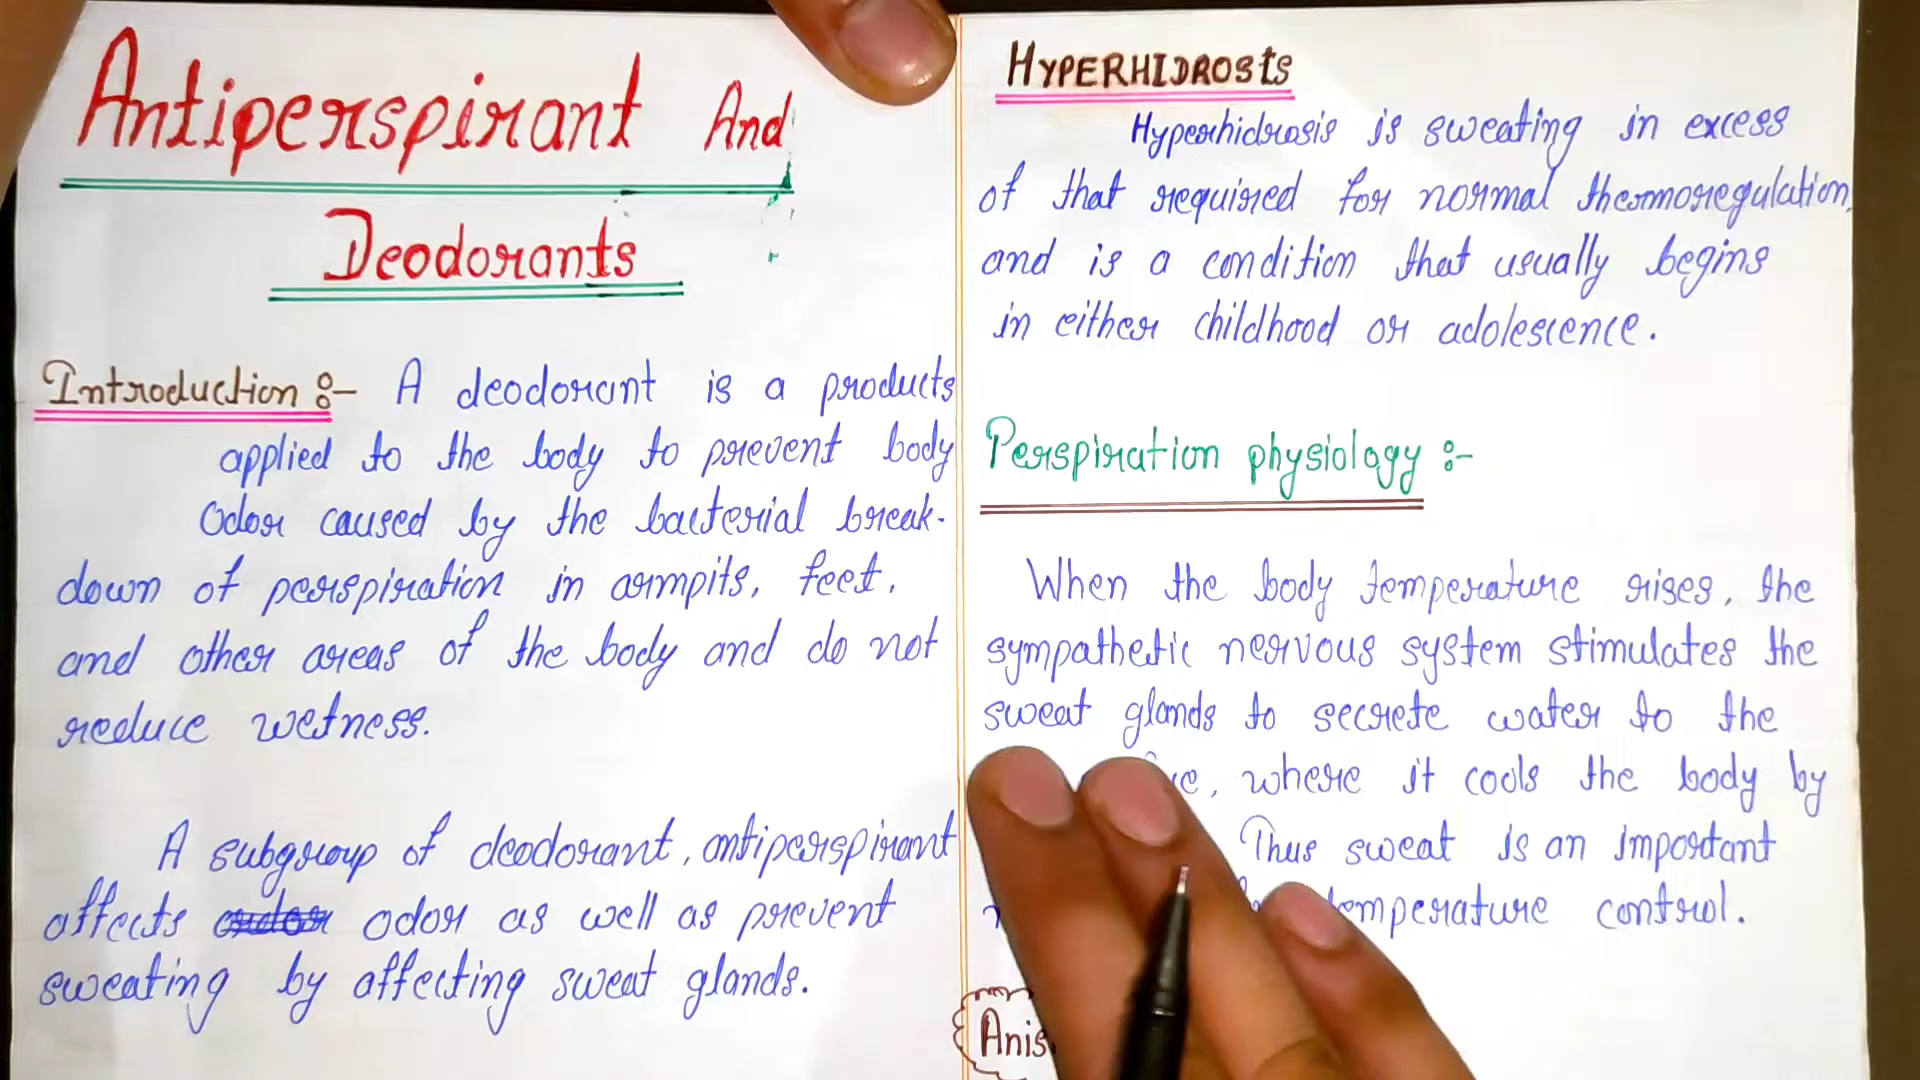 Antiperspirant And
Deodorants
Introduction :- A deodorant is a products
applied to the body to prevent body
Odor caused by the bacterial break-
down of perspiration in armpits, feet,
and other areas of the body and do not
reduce wetness.
A subgroup of deodorant, antiperspirant
affects odor as well as prevent
sweating by affecting sweat glands.
HYPERHIDROSIS
Hyperhidrosis is sweating in excess
of that required for normal thermoregulation,
and is a condition that usually begins
in either childhood or adolescence.
Perspiration physiology :-
When the body temperature rises, the
sympathetic nervous system stimulates the
sweat glands to secrete water to the
, where it cools the body by
Thus sweat is an important
temperature control.
Anis